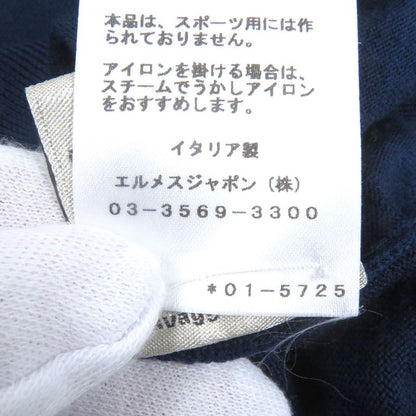 本品は、スポーツ用には作
られておりません。
アイロンを掛ける場合は、
スチームでうかしアイロン
をおすすめします。
イタリア製
エルメスジャポン（株）
03-3569-3300
*01-5725